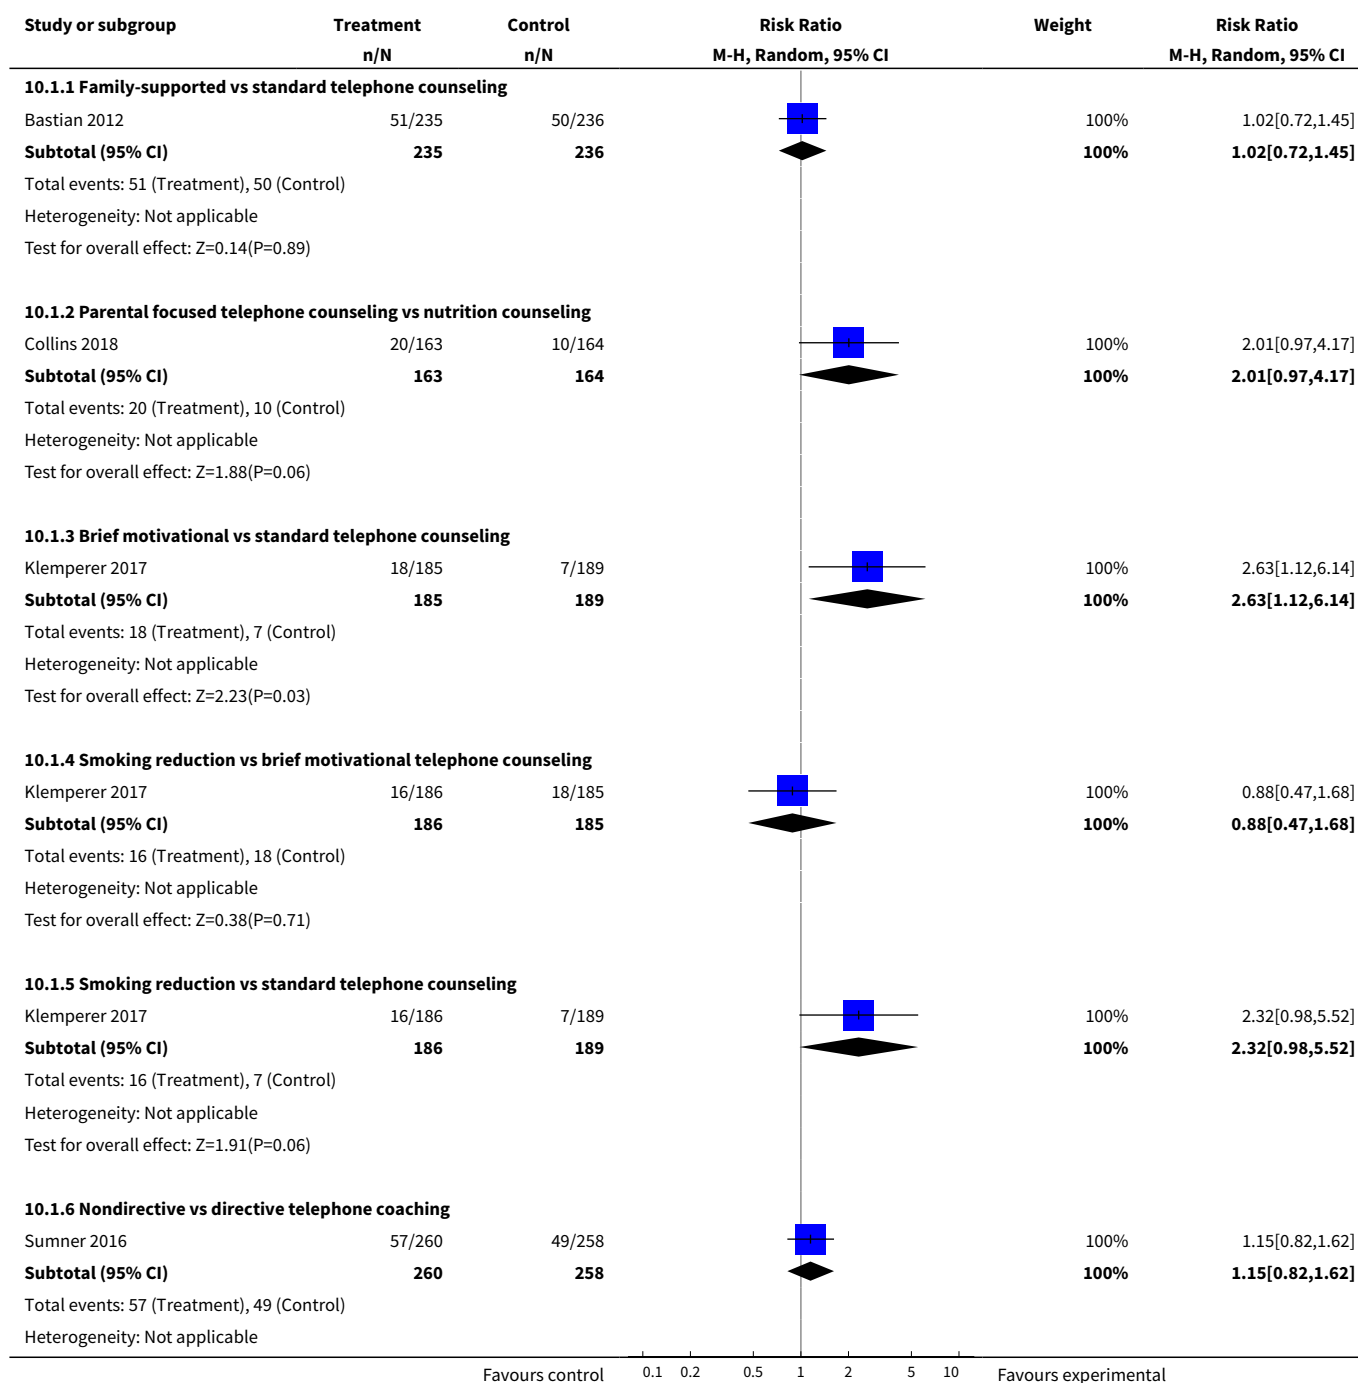 Study or subgroup Treatment Control Risk Ratio Weight Risk Ratio
n/N n/N M-H, Random, 95% CI M-H, Random, 95% CI
10.1.1 Family-supported vs standard telephone counseling
Bastian 2012 51/235 50/236 100% 1.02[0.72,1.45]
Subtotal (95% CI) 235 236 100% 1.02[0.72,1.45]
Total events: 51 (Treatment), 50 (Control)
Heterogeneity: Not applicable
Test for overall effect: Z=0.14(P=0.89)
10.1.2 Parental focused telephone counseling vs nutrition counseling
Collins 2018 20/163 10/164 100% 2.01[0.97,4.17]
Subtotal (95% CI) 163 164 100% 2.01[0.97,4.17]
Total events: 20 (Treatment), 10 (Control)
Heterogeneity: Not applicable
Test for overall effect: Z=1.88(P=0.06)
10.1.3 Brief motivational vs standard telephone counseling
Klemperer 2017 18/185 7/189 100% 2.63[1.12,6.14]
Subtotal (95% CI) 185 189 100% 2.63[1.12,6.14]
Total events: 18 (Treatment), 7 (Control)
Heterogeneity: Not applicable
Test for overall effect: Z=2.23(P=0.03)
10.1.4 Smoking reduction vs brief motivational telephone counseling
Klemperer 2017 16/186 18/185 100% 0.88[0.47,1.68]
Subtotal (95% CI) 186 185 100% 0.88[0.47,1.68]
Total events: 16 (Treatment), 18 (Control)
Heterogeneity: Not applicable
Test for overall effect: Z=0.38(P=0.71)
10.1.5 Smoking reduction vs standard telephone counseling
Klemperer 2017 16/186 7/189 100% 2.32[0.98,5.52]
Subtotal (95% CI) 186 189 100% 2.32[0.98,5.52]
Total events: 16 (Treatment), 7 (Control)
Heterogeneity: Not applicable
Test for overall effect: Z=1.91(P=0.06)
10.1.6 Nondirective vs directive telephone coaching
Sumner 2016 57/260 49/258 100% 1.15[0.82,1.62]
Subtotal (95% CI) 260 258 100% 1.15[0.82,1.62]
Total events: 57 (Treatment), 49 (Control)
Heterogeneity: Not applicable
Favours control 0.1 0.2 0.5 1 2 5 10 Favours experimental